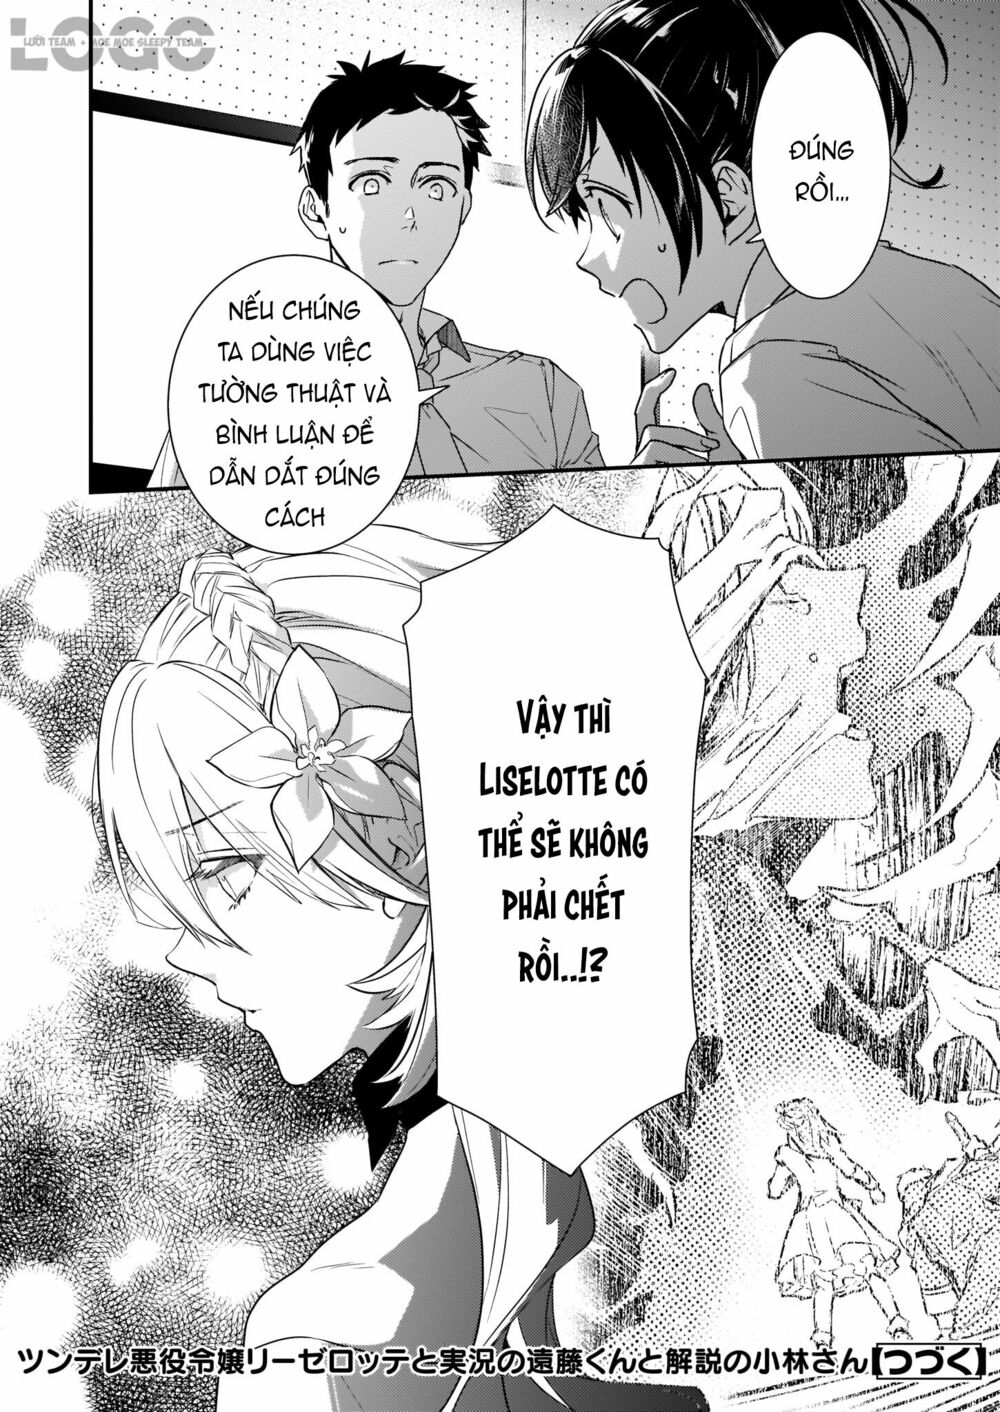 LOGO
LƯỜI TEAM + MOE MOE SLEEPY TEAM
ĐÚNG
RỒI...
NẾU CHÚNG
TA DÙNG VIỆC
TƯỜNG THUẬT VÀ
BÌNH LUẬN ĐỂ
DẪN DẮT ĐÚNG
CÁCH
VẬY THÌ
LISELOTTE CÓ
THỂ SẼ KHÔNG
PHẢI CHẾT
RỒI..!?
ツンデレ悪役令嬢リーゼロッテと実況の遠藤くんと解説の小林さん【つづく】